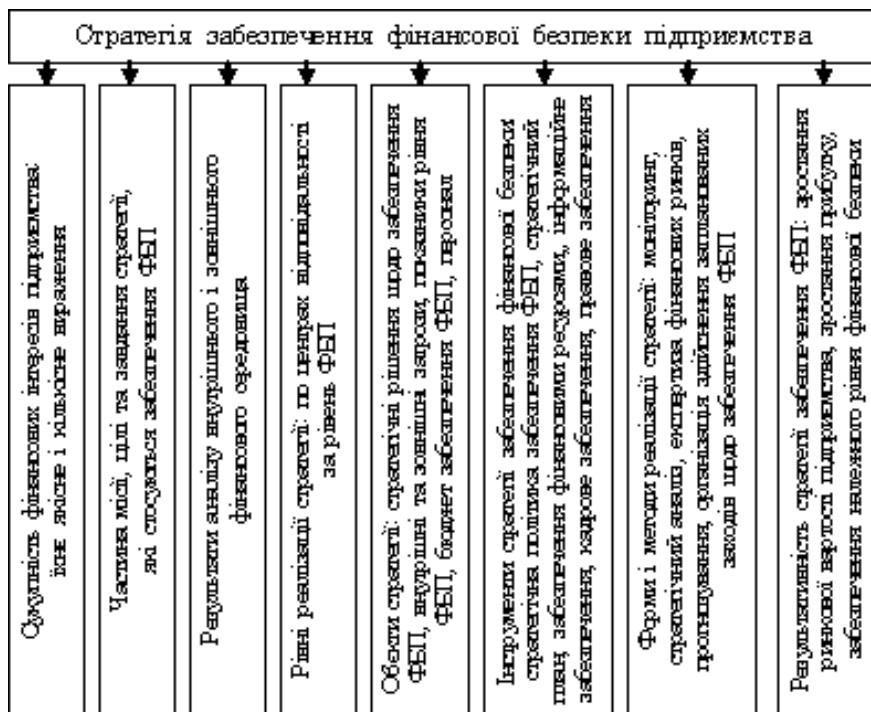 Стратегія забезпечення фінансової безпеки підприємства
Сукупність фінансових інтересів підприємства:
їхнє якісне і кількісне вираження
Частина місії, цілі та завдання стратегії,
які стосуються забезпечення ФБП
Результати аналізу внутрішнього і зовнішнього
фінансового середовища
Рівні реалізації стратегії: по центрах відповідальності
за рівень ФБП
Об'єкти стратегії: стратегічні рішення щодо забезпечення
ФБП, внутрішні та зовнішні загрози, показники рівня
ФБП, бюджет забезпечення ФБП, персонал
Інструменти стратегії забезпечення фінансової безпеки:
стратегічна політика забезпечення ФБП, стратегічний
план, забезпечення фінансовими ресурсами, інформаційне
забезпечення, кадрове забезпечення, правове забезпечення
Форми і методи реалізації стратегії: моніторинг,
стратегічний аналіз, експертиза фінансових ринків,
прогнозування, організація здійснення запланованих
заходів щодо забезпечення ФБП
Результативність стратегії забезпечення ФБП: зростання
ринкової вартості підприємства, зростання прибутку,
забезпечення належного рівня фінансової безпеки